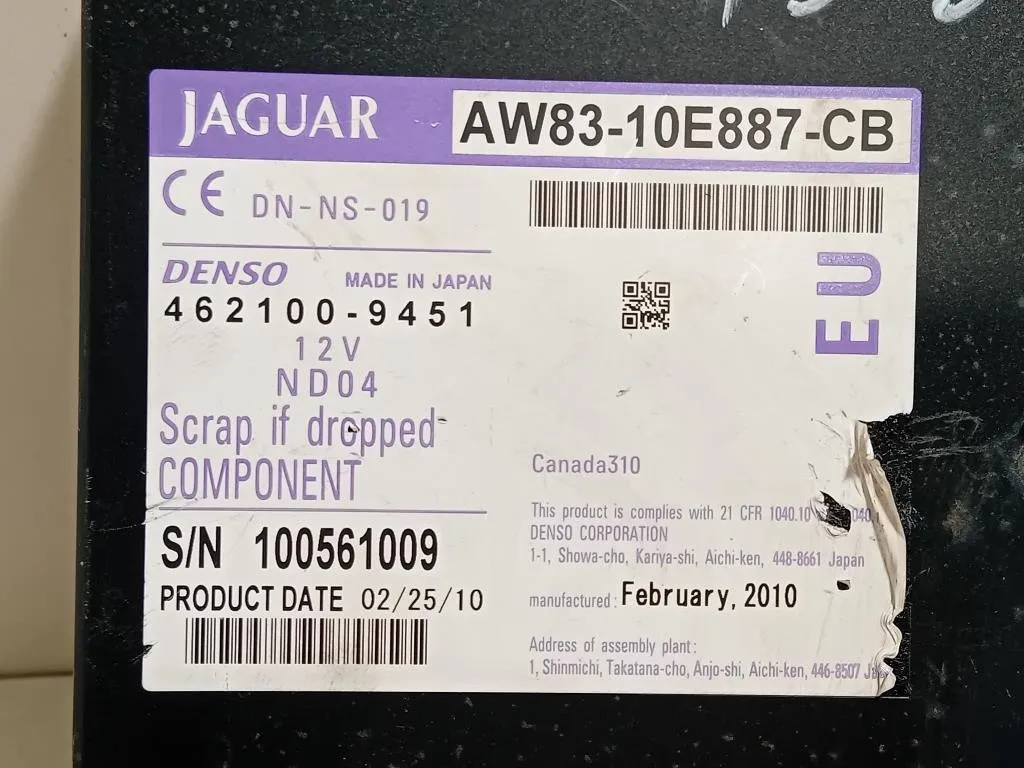 JAGUAR AW83-10E887-CB
CE DN-NS-019
DENSO MADE IN JAPAN
462100-9451
12V
ND04
Scrap if dropped
COMPONENT
S/N 100561009
PRODUCT DATE 02/25/10
EU
Canada310
This product is complies with 21 CFR 1040.10
DENSO CORPORATION
1-1, Showa-cho, Kariya-shi, Aichi-ken, 448-8661 Japan
manufactured: February, 2010
Address of assembly plant:
1, Shinmichi, Takatana-cho, Anjo-shi, Aichi-ken, 446-8507